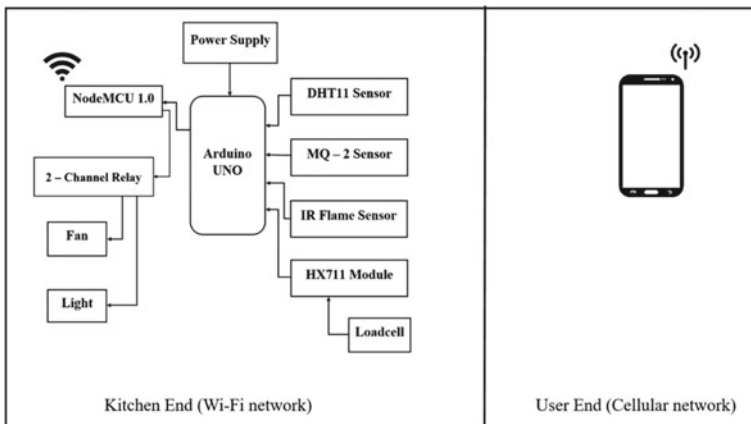 Power Supply
NodeMCU 1.0
DHT11 Sensor
Arduino
UNO
MQ – 2 Sensor
2 – Channel Relay
IR Flame Sensor
Fan
HX711 Module
Light
Loadcell
Kitchen End (Wi-Fi network)
User End (Cellular network)